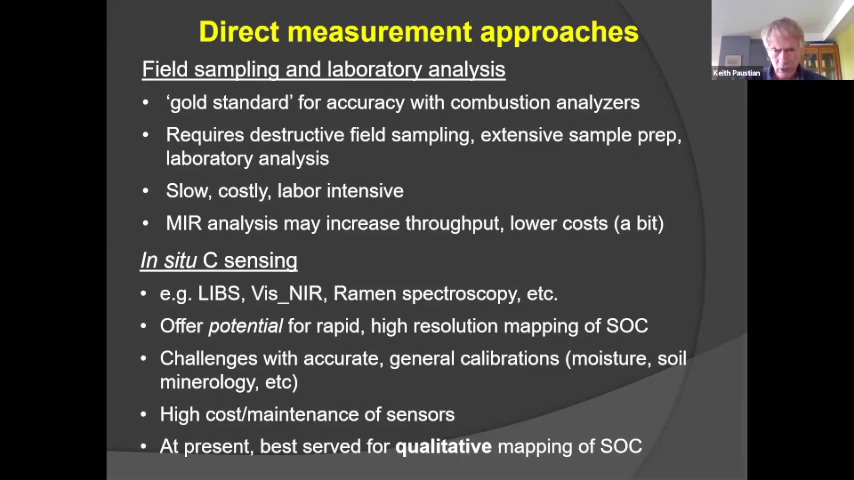 Direct measurement approaches
Keith Paustian
Field sampling and laboratory analysis
• ‘gold standard’ for accuracy with combustion analyzers
• Requires destructive field sampling, extensive sample prep,
laboratory analysis
• Slow, costly, labor intensive
• MIR analysis may increase throughput, lower costs (a bit)
In situ C sensing
• e.g. LIBS, Vis_NIR, Ramen spectroscopy, etc.
• Offer potential for rapid, high resolution mapping of SOC
• Challenges with accurate, general calibrations (moisture, soil
minerology, etc)
• High cost/maintenance of sensors
• At present, best served for qualitative mapping of SOC